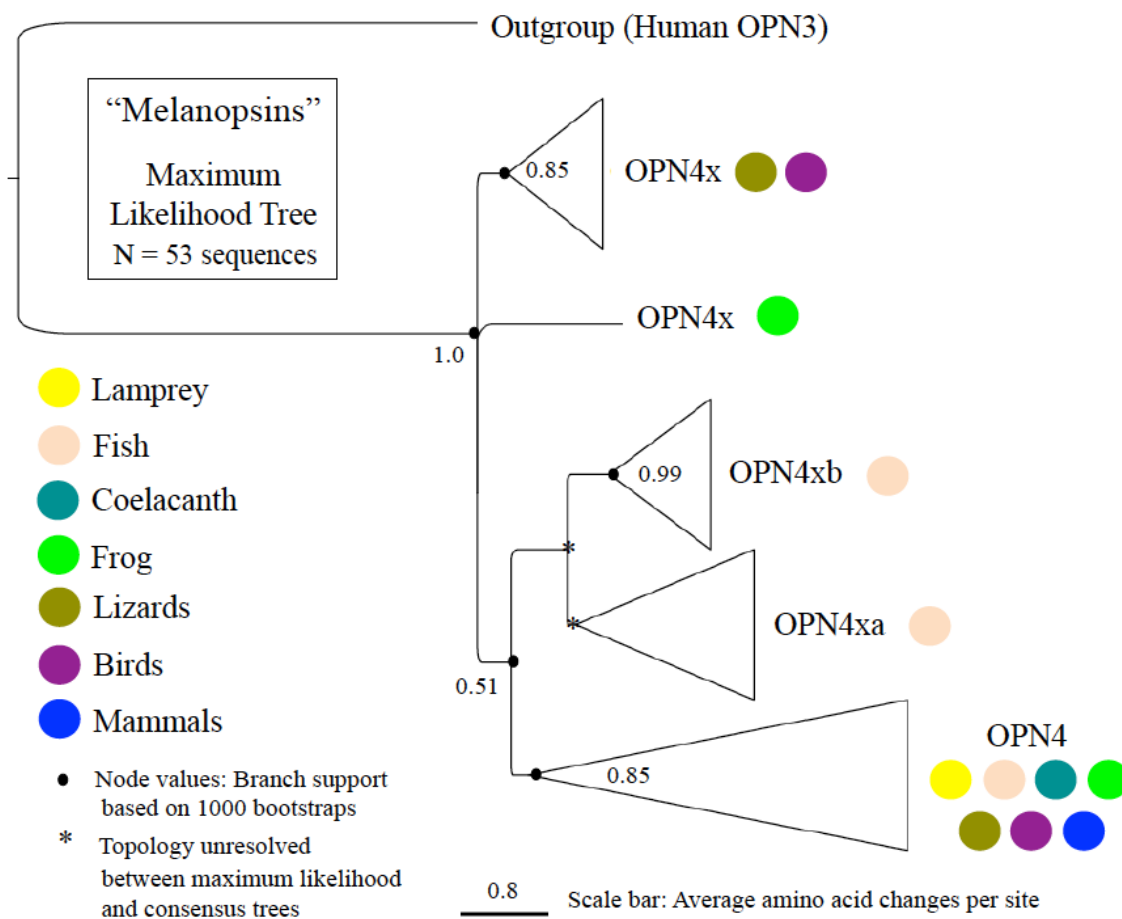 Outgroup (Human OPN3)
“Melanopsins”
Maximum
Likelihood Tree
N = 53 sequences
0.85
OPN4x
OPN4x
1.0
Lamprey
Fish
Coelacanth
Frog
Lizards
Birds
Mammals
0.99
OPN4xb
*
OPN4xa
*
0.51
OPN4
0.85
Node values: Branch support
based on 1000 bootstraps
* Topology unresolved
between maximum likelihood
and consensus trees
0.8
Scale bar: Average amino acid changes per site